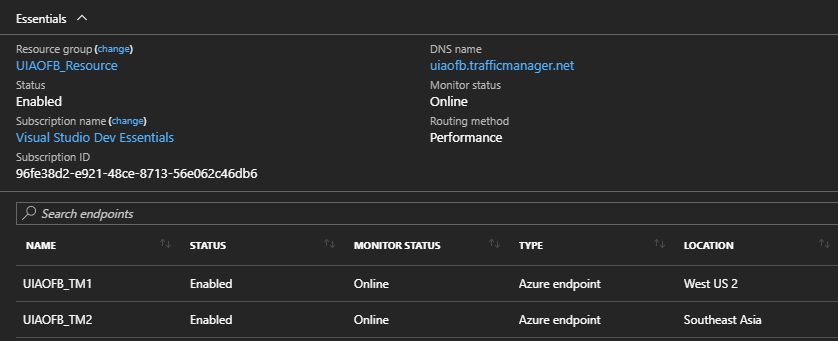 Essentials
Resource group (change)
UIAOFB_Resource
Status
Enabled
Subscription name (change)
Visual Studio Dev Essentials
Subscription ID
96fe38d2-e921-48ce-8713-56e062c46db6
DNS name
uiaofb.trafficmanager.net
Monitor status
Online
Routing method
Performance
Search endpoints
NAME STATUS MONITOR STATUS TYPE LOCATION
UIAOFB_TM1 Enabled Online Azure endpoint West US 2
UIAOFB_TM2 Enabled Online Azure endpoint Southeast Asia